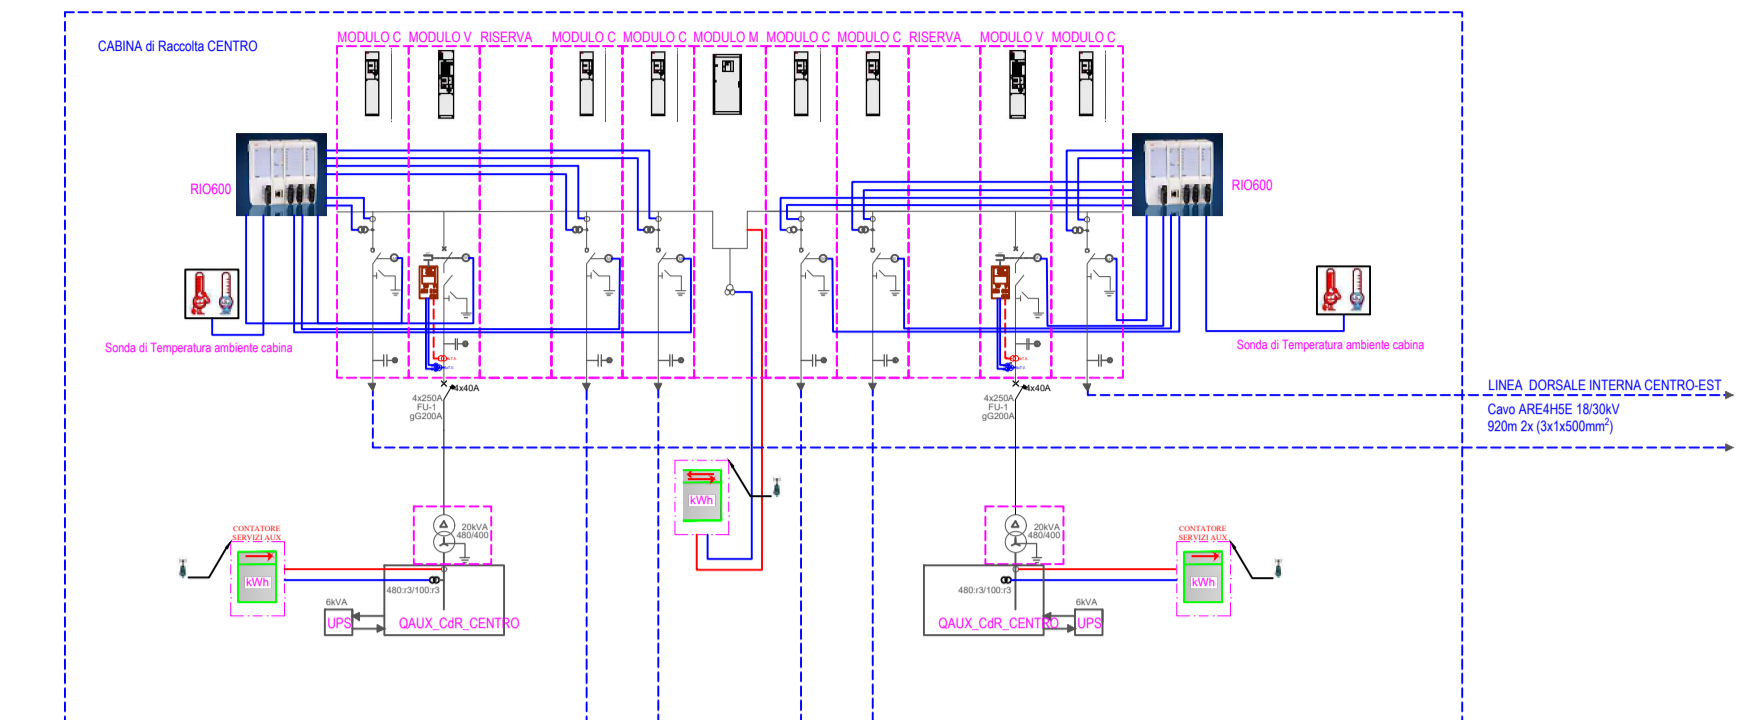 CABINA di Raccolta CENTRO
MODULO C
MODULO V
RISERVA
MODULO C
MODULO C
MODULO M
MODULO C
MODULO C
RISERVA
MODULO V
MODULO C
RIO600
RIO600
Sonda di Temperatura ambiente cabina
Sonda di Temperatura ambiente cabina
4x40A
4x250A
FU-1
gG200A
4x40A
4x250A
FU-1
gG200A
LINEA DORSALE INTERNA CENTRO-EST
Cavo ARE4H5E 18/30kV
920m 2x (3x1x500mm²)
kWh
CONTATORE
SERVIZI AUX
kWh
20kVA
480/400
480:r3/100:r3
6kVA
UPS
QAUX_CdR_CENTRO
20kVA
480/400
480:r3/100:r3
QAUX_CdR_CENTRO
6kVA
UPS
CONTATORE
SERVIZI AUX
kWh